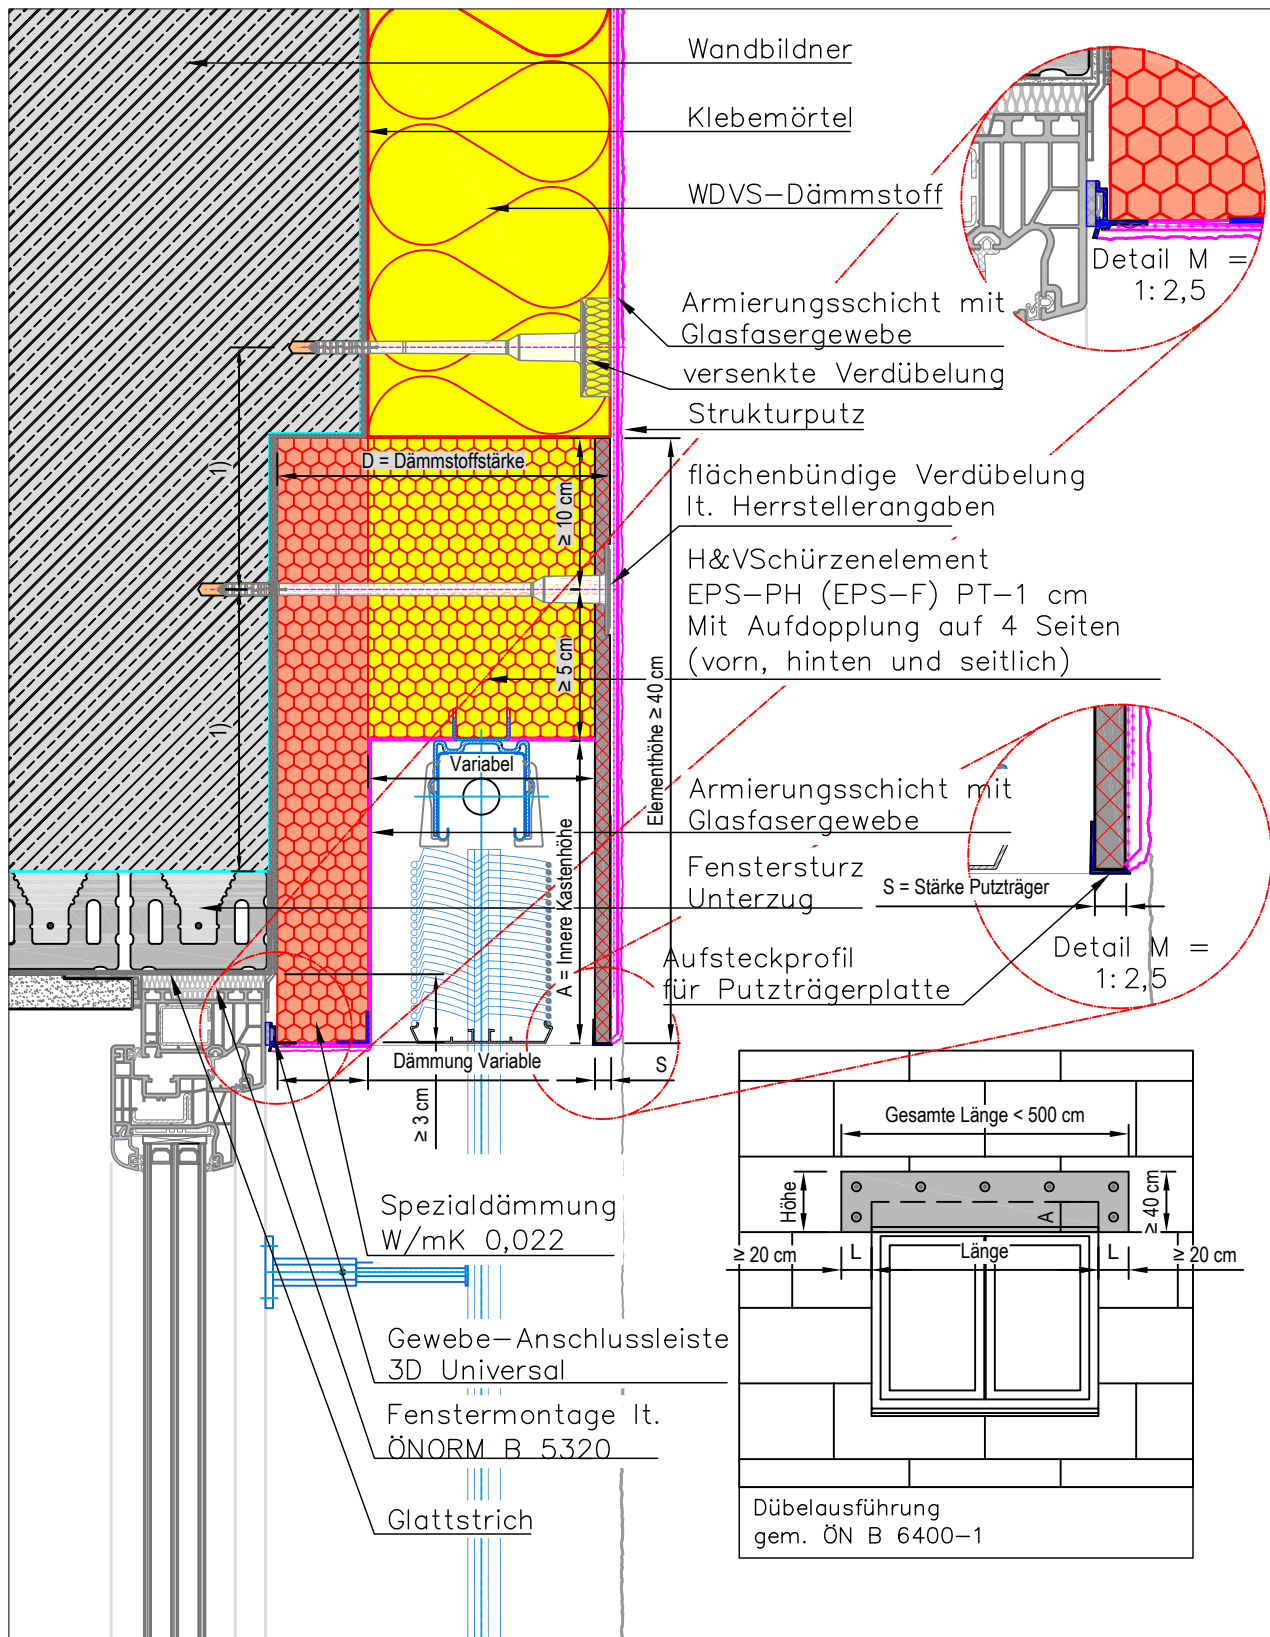 Wandbildner
Klebemörtel
WDVS-Dämmstoff
Detail M =
1:2,5
Armierungsschicht mit
Glasfasergewebe
versenkte Verdübelung
Strukturputz
flächenbündige Verdübelung
lt. Herrstellerangaben
H&VSchürzenelement
EPS-PH (EPS-F) PT-1 cm
Mit Aufdopplung auf 4 Seiten
(vorn, hinten und seitlich)
D = Dämmstoffstärke
≥ 10 cm
≥ 5 cm
1)
1)
Elementhöhe ≥ 40 cm
Variabel
A = Innere Kastenhöhe
Armierungsschicht mit
Glasfasergewebe
Fenstersturz
Unterzug
S = Stärke Putzträger
Detail M =
1:2,5
Aufsteckprofil
für Putzträgerplatte
Dämmung Variable
S
≥ 3 cm
Spezialdämmung
W/mK 0,022
Gewebe-Anschlussleiste
3D Universal
Fenstermontage lt.
ÖNORM B 5320
Glattstrich
Gesamte Länge < 500 cm
Höhe
A
≥ 40 cm
≥ 20 cm
L
Länge
L
≥ 20 cm
Dübelausführung
gem. ÖN B 6400-1